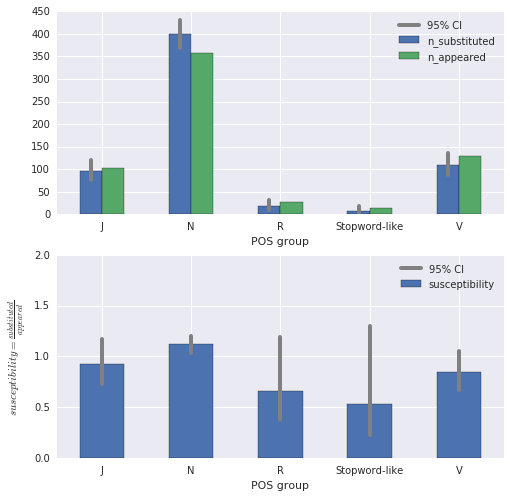 450
400
350
300
250
200
150
100
50
0
95% CI
n_substituted
n_appeared
J N R Stopword-like V
POS group
2.0
1.5
1.0
0.5
0.0
susceptibility = substituted / appeared
95% CI
susceptibility
J N R Stopword-like V
POS group